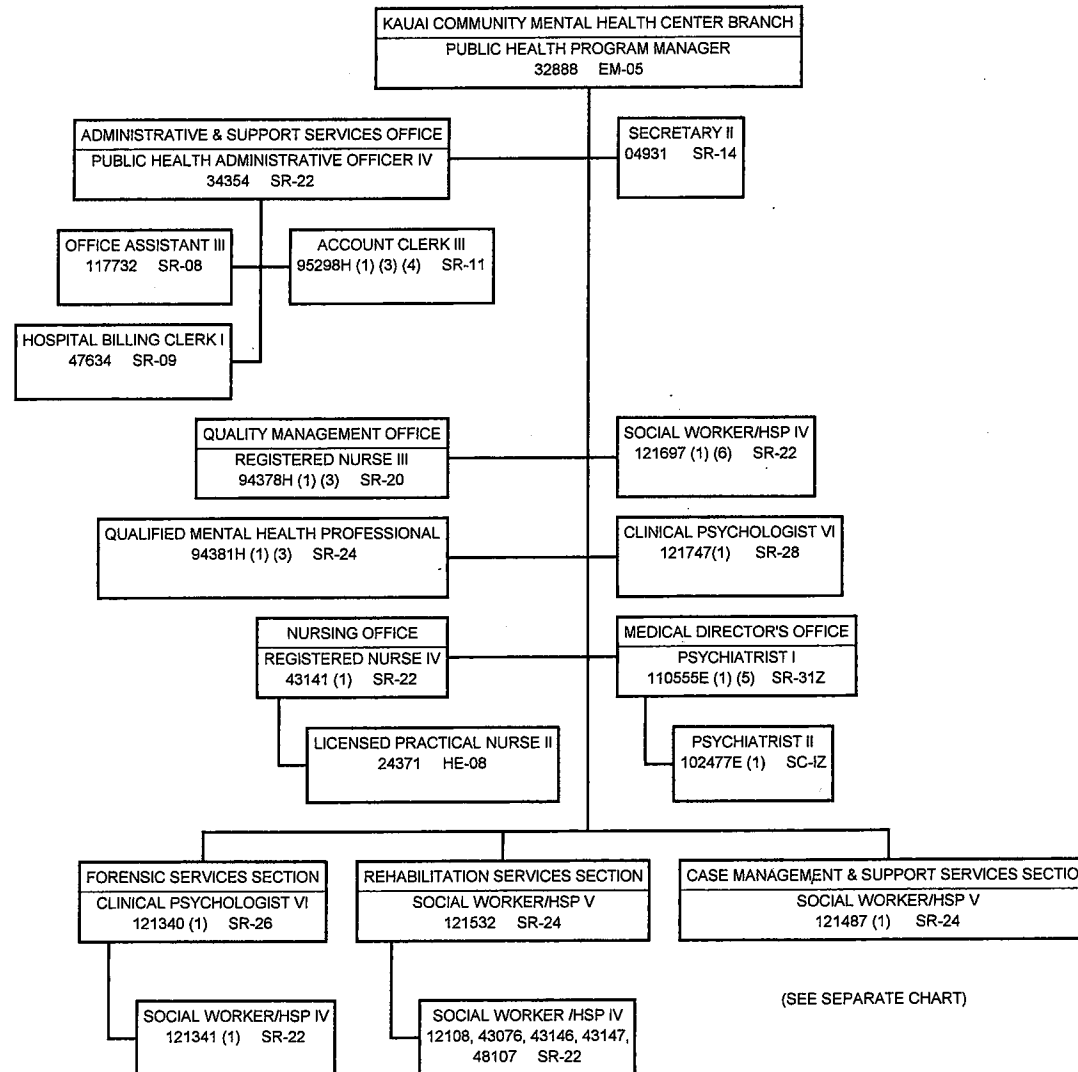 KAUAI COMMUNITY MENTAL HEALTH CENTER BRANCH
PUBLIC HEALTH PROGRAM MANAGER
32888 EM-05
ADMINISTRATIVE & SUPPORT SERVICES OFFICE
PUBLIC HEALTH ADMINISTRATIVE OFFICER IV
34354 SR-22
SECRETARY II
04931 SR-14
OFFICE ASSISTANT III
117732 SR-08
ACCOUNT CLERK III
95298H (1) (3) (4) SR-11
HOSPITAL BILLING CLERK I
47634 SR-09
QUALITY MANAGEMENT OFFICE
REGISTERED NURSE III
94378H (1) (3) SR-20
SOCIAL WORKER/HSP IV
121697 (1) (6) SR-22
QUALIFIED MENTAL HEALTH PROFESSIONAL
94381H (1) (3) SR-24
CLINICAL PSYCHOLOGIST VI
121747(1) SR-28
NURSING OFFICE
REGISTERED NURSE IV
43141 (1) SR-22
MEDICAL DIRECTOR'S OFFICE
PSYCHIATRIST I
110555E (1) (5) SR-31Z
LICENSED PRACTICAL NURSE II
24371 HE-08
PSYCHIATRIST II
102477E (1) SC-IZ
FORENSIC SERVICES SECTION
CLINICAL PSYCHOLOGIST VI
121340 (1) SR-26
REHABILITATION SERVICES SECTION
SOCIAL WORKER/HSP V
121532 SR-24
CASE MANAGEMENT & SUPPORT SERVICES SECTIO
SOCIAL WORKER/HSP V
121487 (1) SR-24
SOCIAL WORKER/HSP IV
121341 (1) SR-22
SOCIAL WORKER /HSP IV
12108, 43076, 43146, 43147,
48107 SR-22
(SEE SEPARATE CHART)